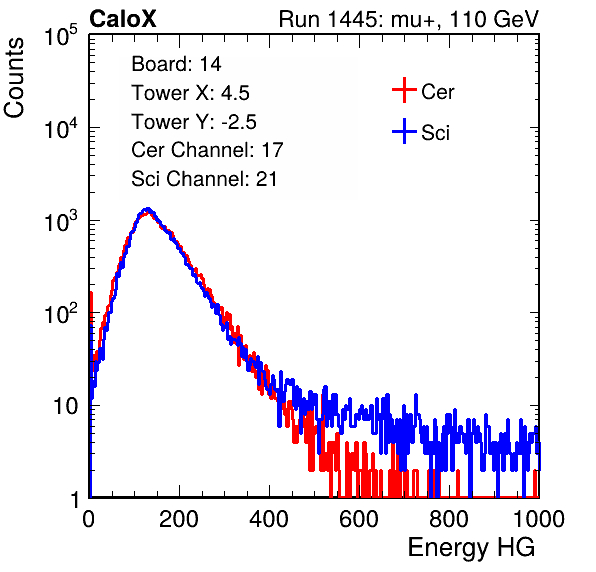 CaloX Run 1445: mu+, 110 GeV
Counts
10^5
10^4
10^3
10^2
10
1
Board: 14
Tower X: 4.5
Tower Y: -2.5
Cer Channel: 17
Sci Channel: 21
Cer
Sci
0 200 400 600 800 1000
Energy HG